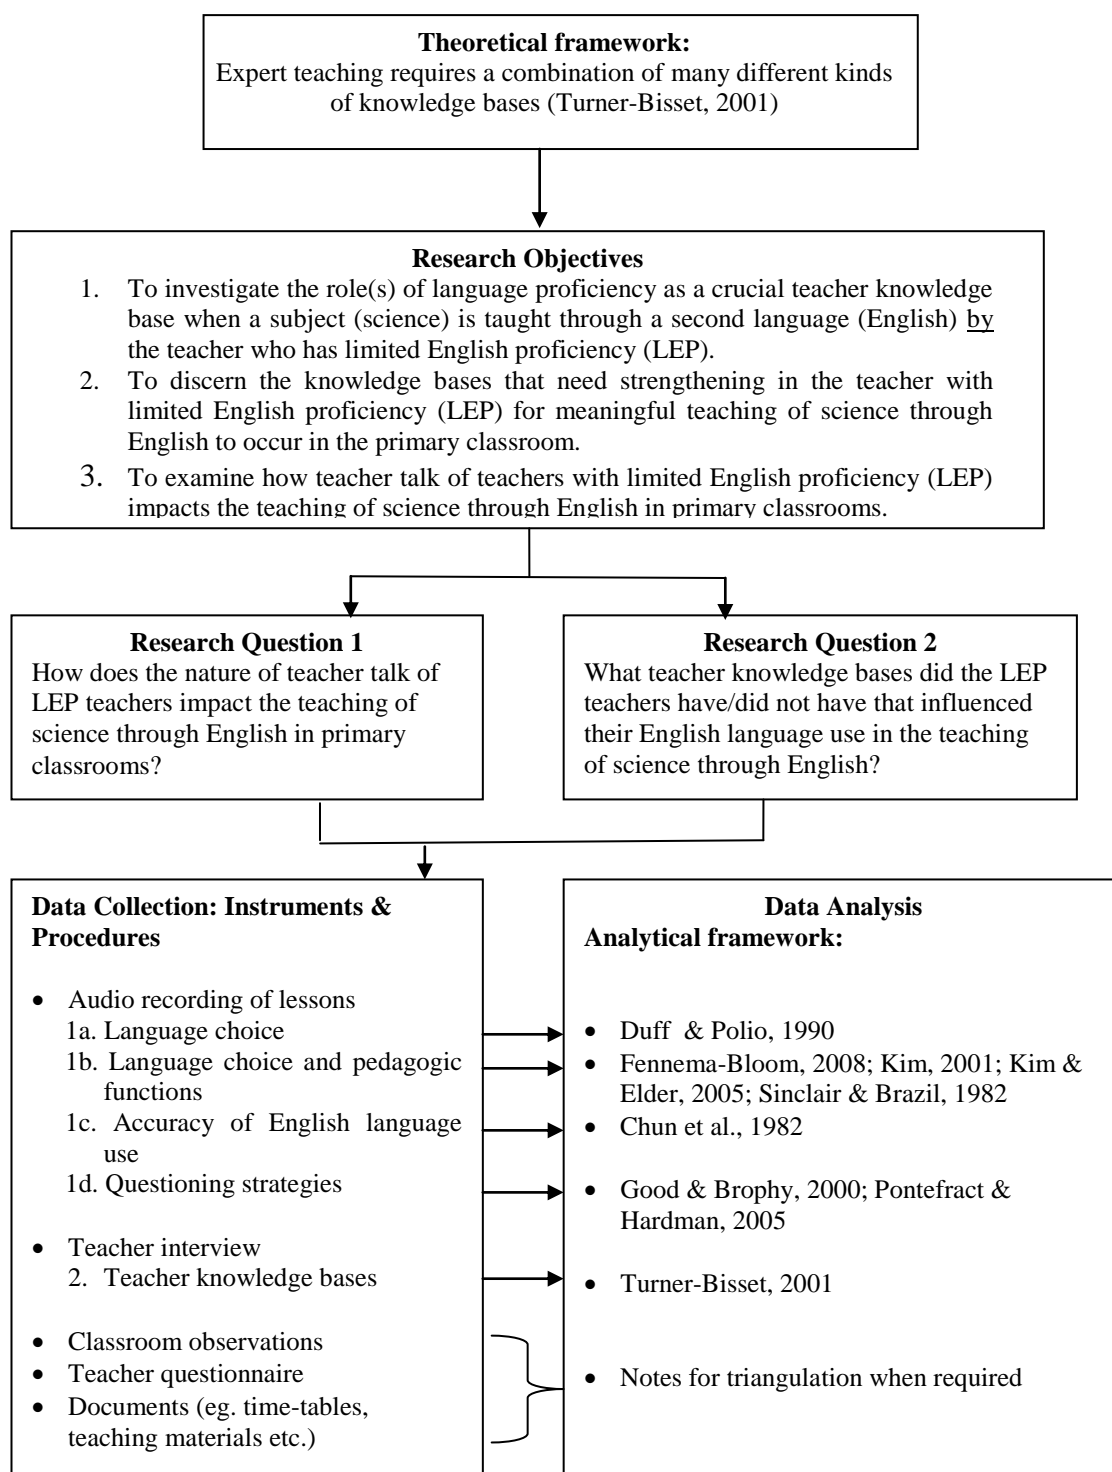 Theoretical framework:
Expert teaching requires a combination of many different kinds
of knowledge bases (Turner-Bisset, 2001)
Research Objectives
1. To investigate the role(s) of language proficiency as a crucial teacher knowledge
base when a subject (science) is taught through a second language (English) by
the teacher who has limited English proficiency (LEP).
2. To discern the knowledge bases that need strengthening in the teacher with
limited English proficiency (LEP) for meaningful teaching of science through
English to occur in the primary classroom.
3. To examine how teacher talk of teachers with limited English proficiency (LEP)
impacts the teaching of science through English in primary classrooms.
Research Question 1
How does the nature of teacher talk of
LEP teachers impact the teaching of
science through English in primary
classrooms?
Research Question 2
What teacher knowledge bases did the LEP
teachers have/did not have that influenced
their English language use in the teaching
of science through English?
Data Collection: Instruments &
Procedures
• Audio recording of lessons
1a. Language choice
1b. Language choice and pedagogic
functions
1c. Accuracy of English language
use
1d. Questioning strategies
• Teacher interview
2. Teacher knowledge bases
• Classroom observations
• Teacher questionnaire
• Documents (eg. time-tables,
teaching materials etc.)
Data Analysis
Analytical framework:
• Duff & Polio, 1990
• Fennema-Bloom, 2008; Kim, 2001; Kim &
Elder, 2005; Sinclair & Brazil, 1982
• Chun et al., 1982
• Good & Brophy, 2000; Pontefract &
Hardman, 2005
• Turner-Bisset, 2001
• Notes for triangulation when required